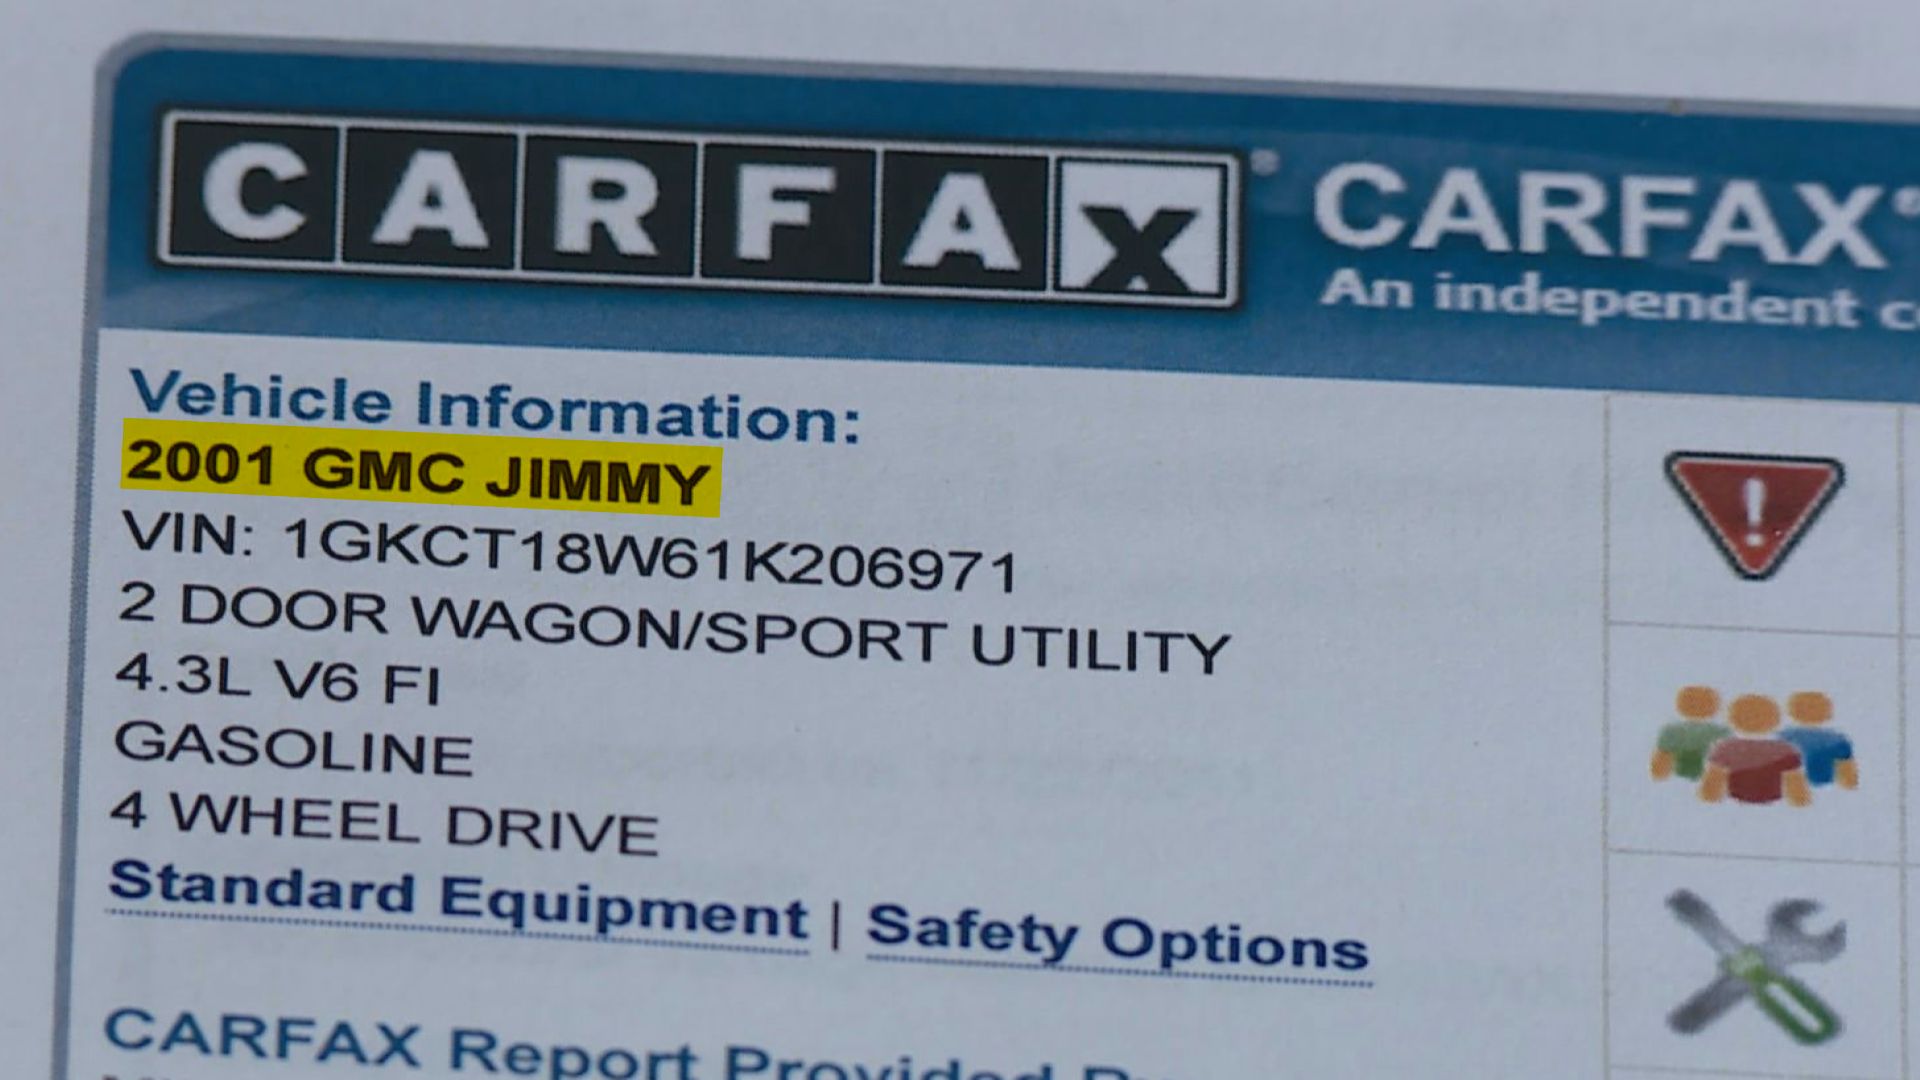 CARFAX® CARFAX®
An independent
Vehicle Information:
2001 GMC JIMMY
VIN: 1GKCT18W61K206971
2 DOOR WAGON/SPORT UTILITY
4.3L V6 FI
GASOLINE
4 WHEEL DRIVE
Standard Equipment | Safety Options
CARFAX Report Provided